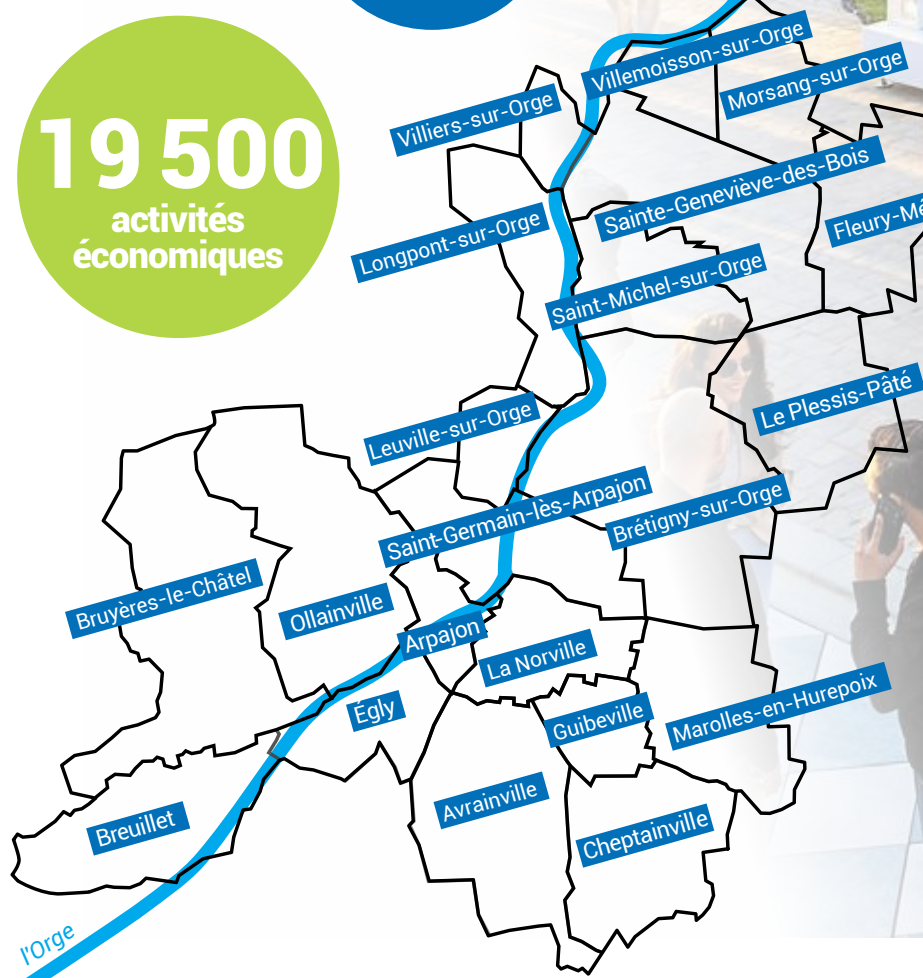 19 500
activités
économiques
Villemoisson-sur-Orge
Morsang-sur-Orge
Villiers-sur-Orge
Sainte-Geneviève-des-Bois
Longpont-sur-Orge
Saint-Michel-sur-Orge
Le Plessis-Pâté
Leuville-sur-Orge
Saint-Germain-lès-Arpajon
Brétigny-sur-Orge
Bruyères-le-Châtel
Ollainville
Arpajon
La Norville
Égly
Guibeville
Marolles-en-Hurepoix
Avrainville
Breuillet
Cheptainville
l'Orge